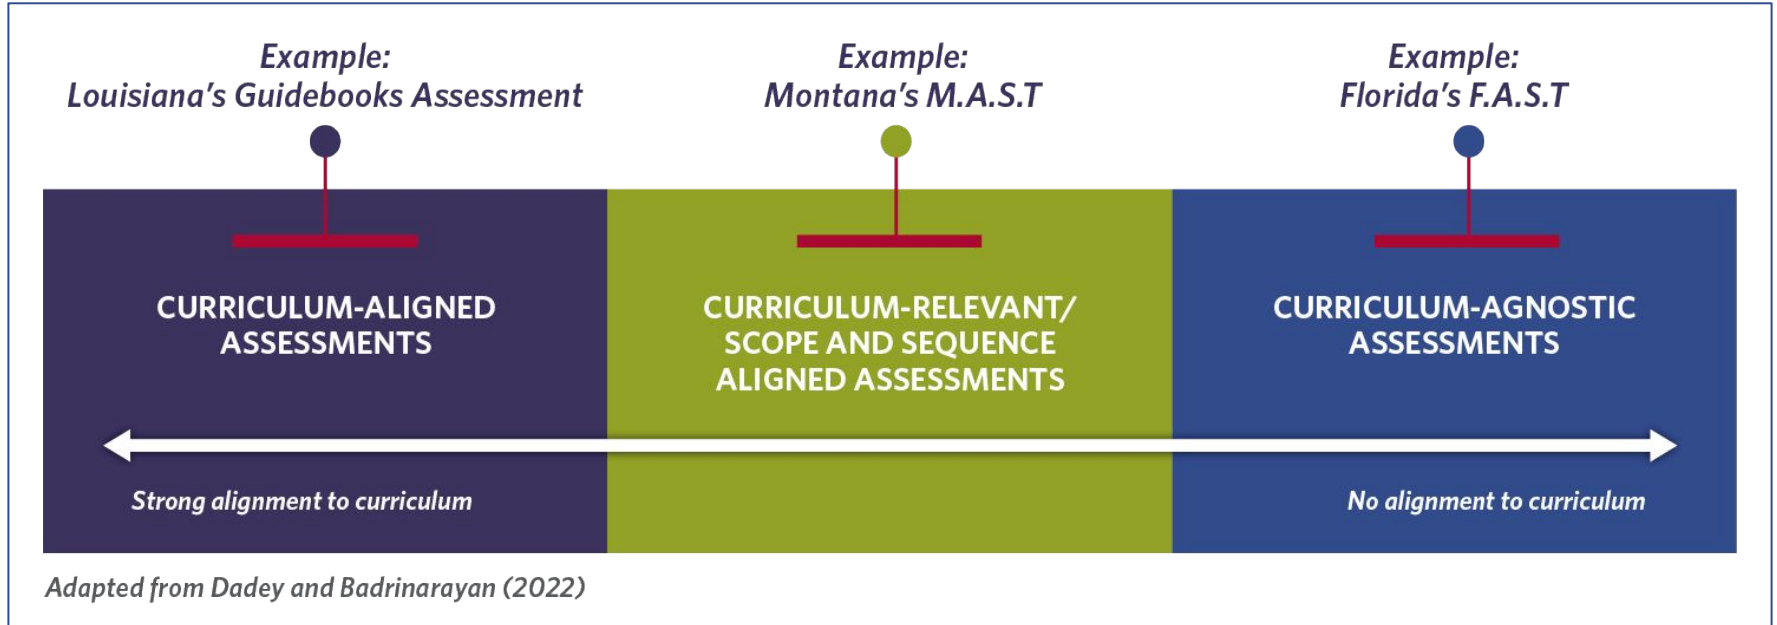 Example:
Louisiana's Guidebooks Assessment
Example:
Montana's M.A.S.T
Example:
Florida's F.A.S.T
CURRICULUM-ALIGNED
ASSESSMENTS
CURRICULUM-RELEVANT/
SCOPE AND SEQUENCE
ALIGNED ASSESSMENTS
CURRICULUM-AGNOSTIC
ASSESSMENTS
Strong alignment to curriculum
No alignment to curriculum
Adapted from Dadey and Badrinarayan (2022)